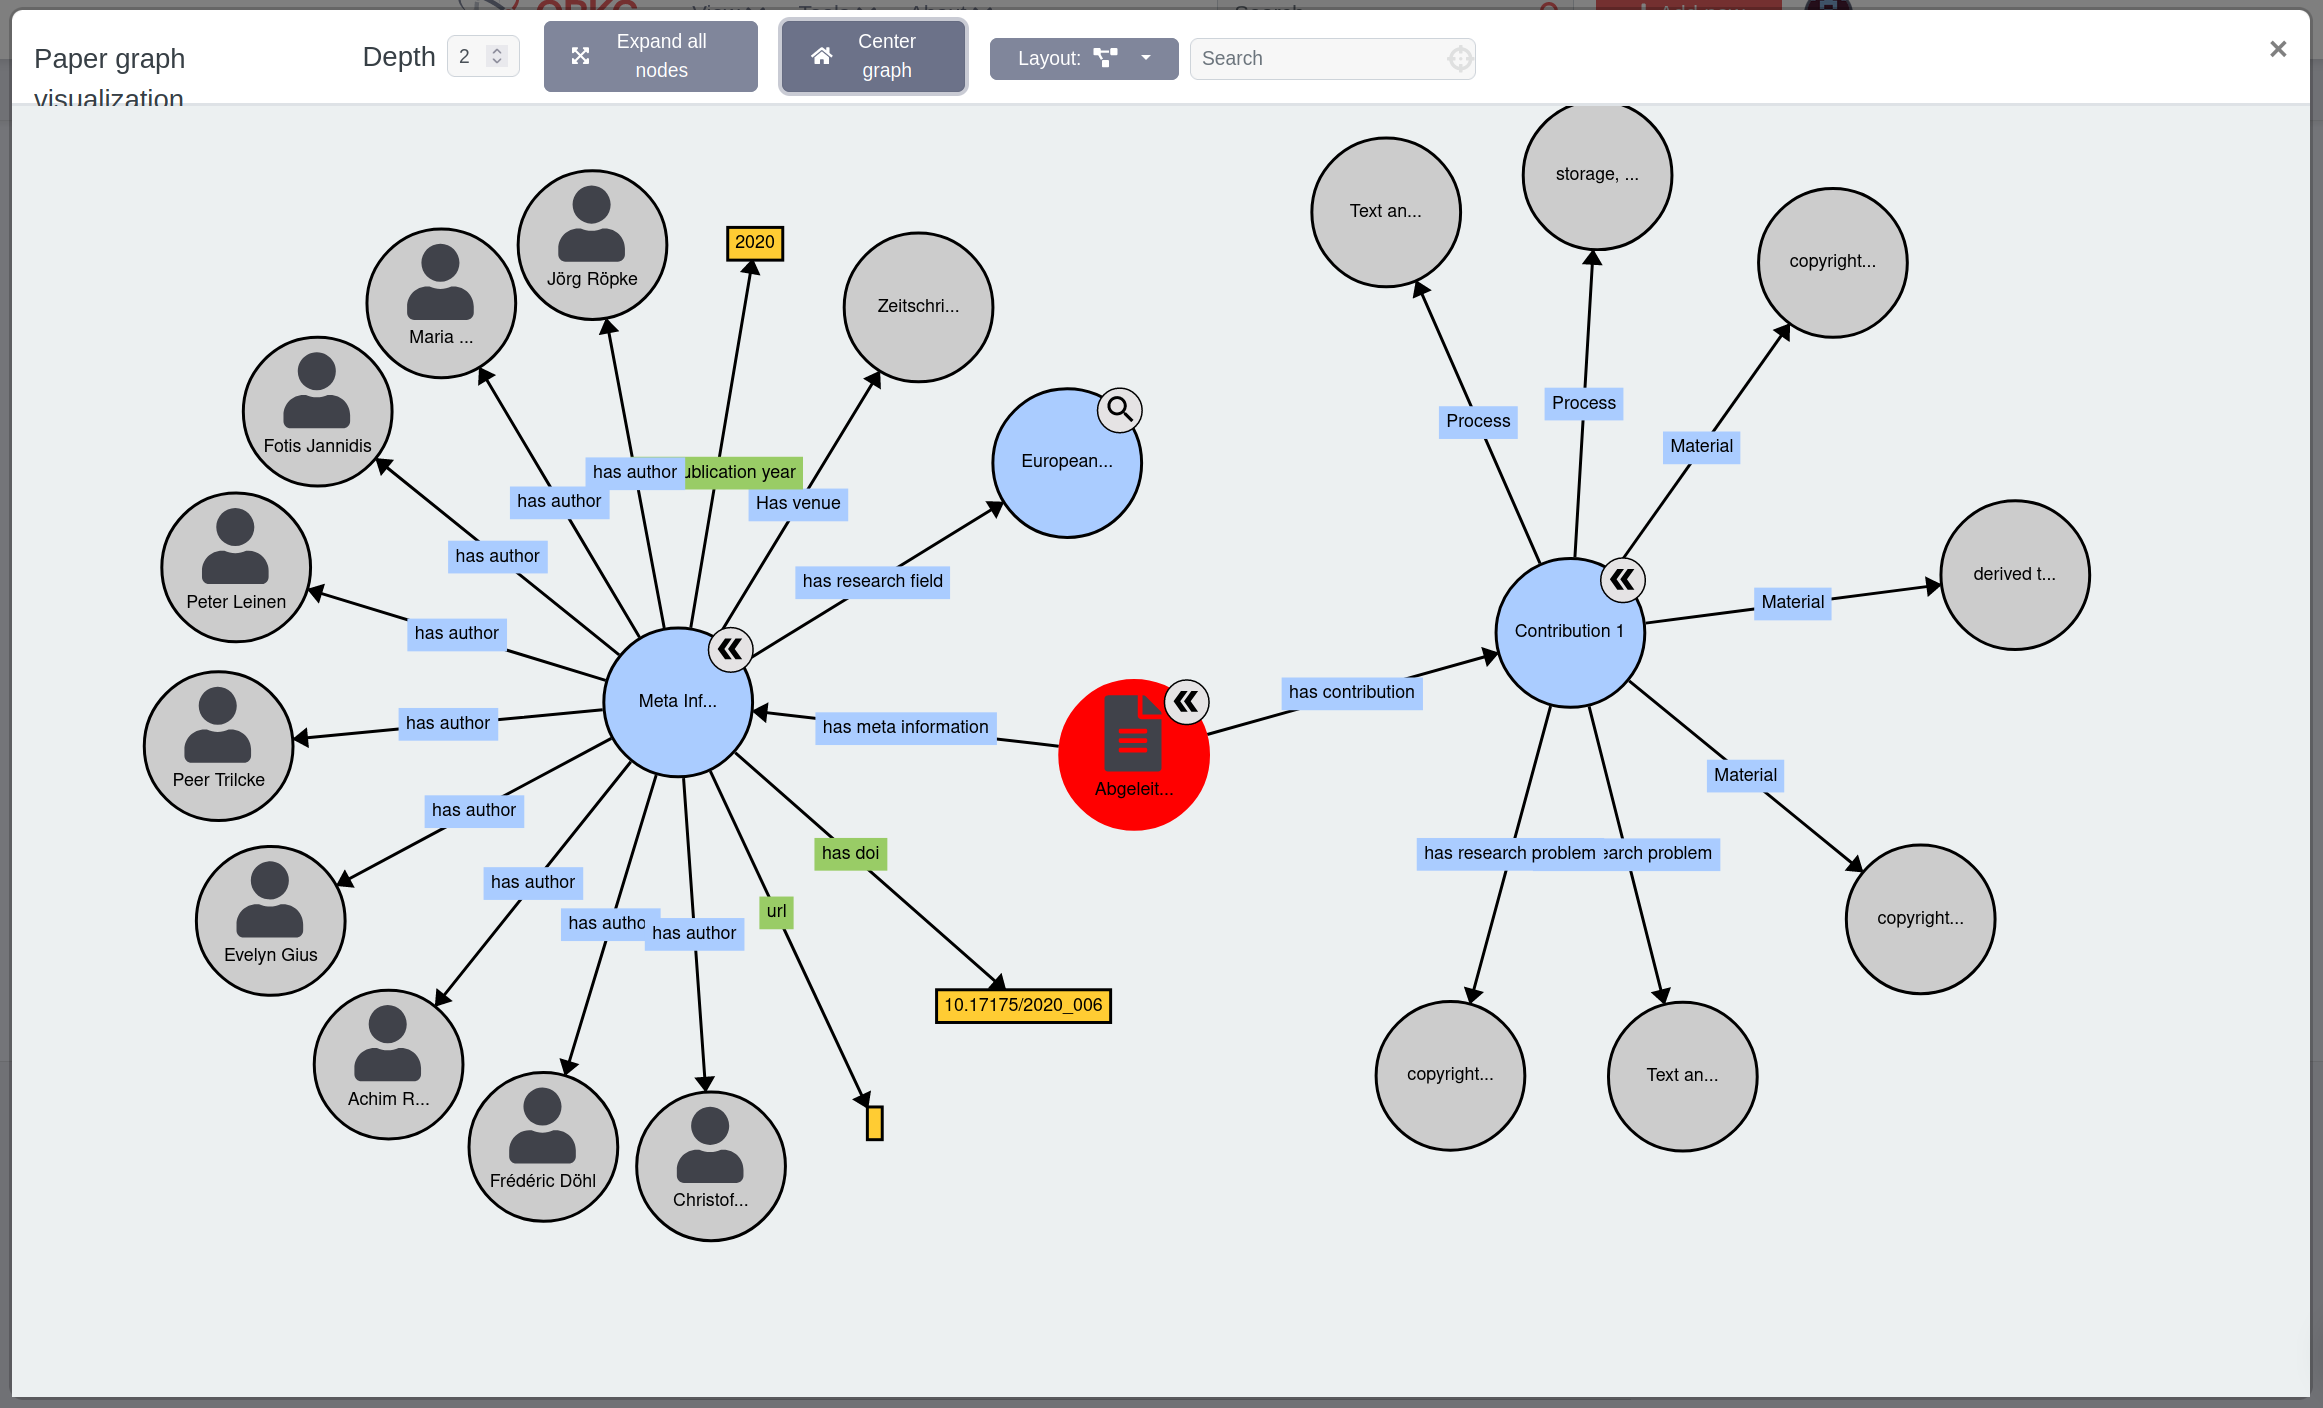 Paper graph
visualization
Depth
2
Expand all
nodes
Center
graph
Layout:
Search
×
storage, ...
Text an...
Jörg Röpke
2020
copyright...
Maria ...
Zeitschri...
Process
Process
Fotis Jannidis
Material
European...
has author
blication year
has author
Has venue
has author
derived t...
has research field
Peter Leinen
Material
has author
Contribution 1
Meta Inf...
has contribution
has author
has meta information
Peer Trilcke
Material
Abgeleit...
has author
has doi
has research problem
earch problem
has author
url
copyright...
has autho
has author
Evelyn Gius
10.17175/2020_006
copyright...
Text an...
Achim R...
Frédéric Döhl
Christof...